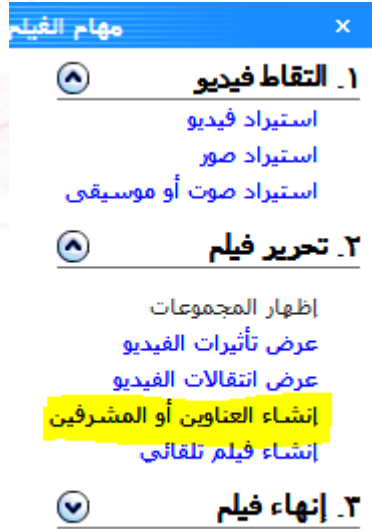 مهام الفيلم
١. التقاط فيديو
استيراد فيديو
استيراد صور
استيراد صوت أو موسيقى
٢. تحرير فيلم
إظهار المجموعات
عرض تأثيرات الفيديو
عرض انتقالات الفيديو
إنشاء العناوين أو المشرفين
إنشاء فيلم تلقائي
٣. إنهاء فيلم